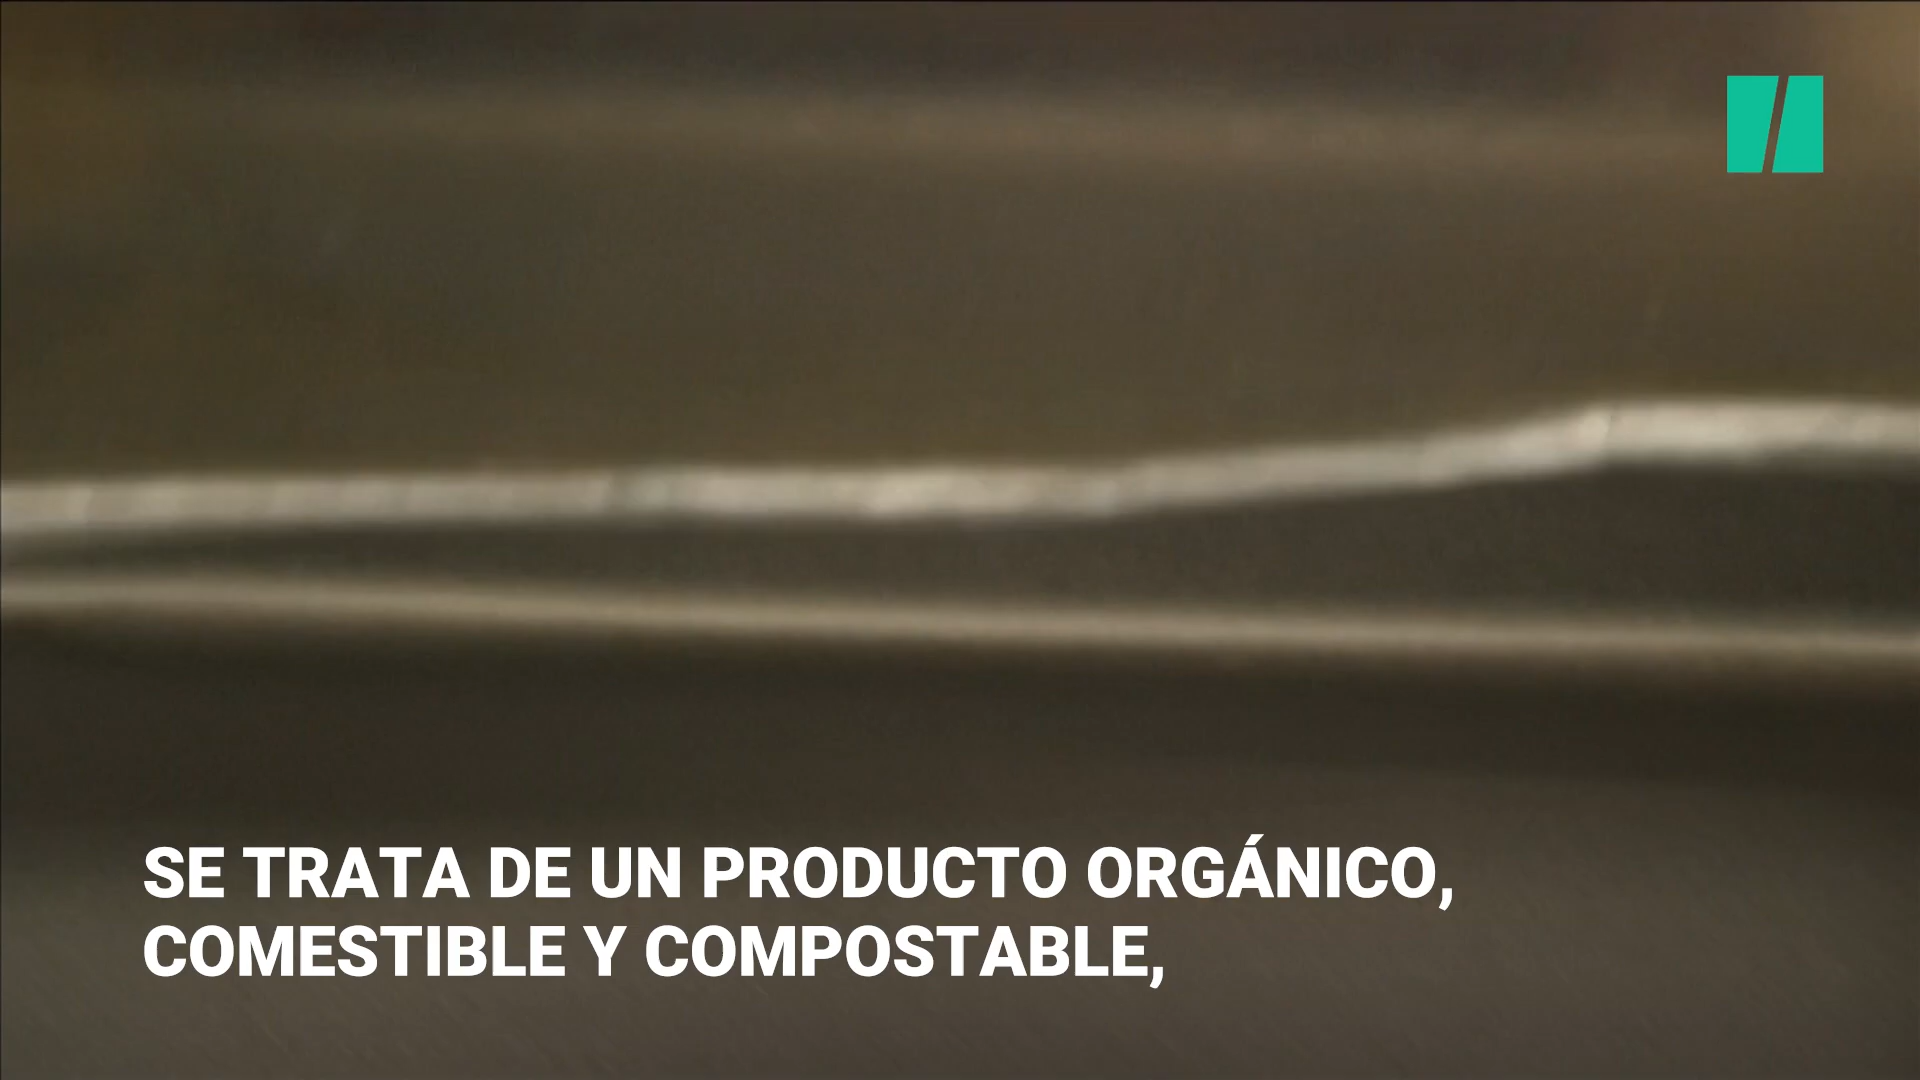 SE TRATA DE UN PRODUCTO ORGÁNICO,
COMESTIBLE Y COMPOSTABLE,